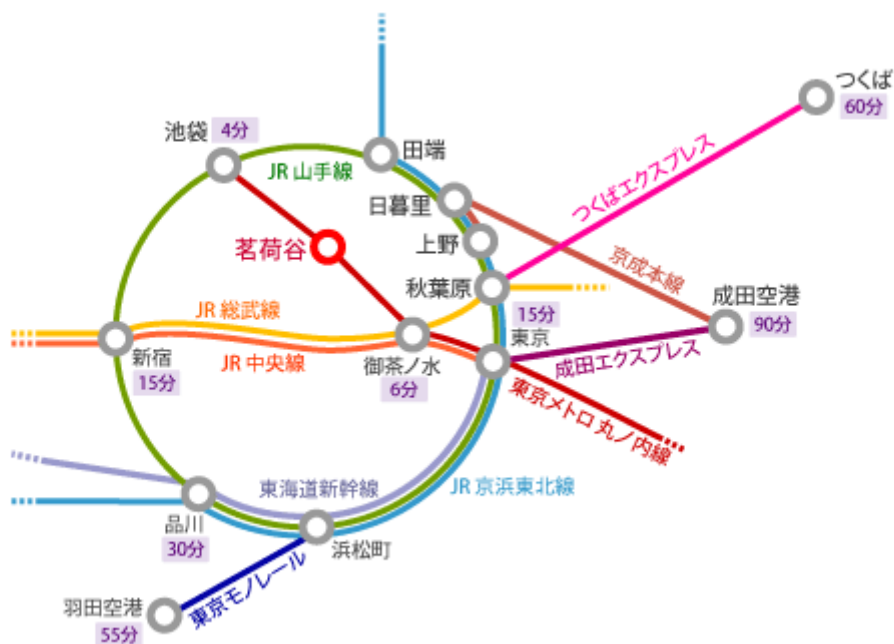 つくば
60分
池袋 4分
田端
JR 山手線
つくばエクスプレス
日暮里
茗荷谷
上野
京成本線
秋葉原
成田空港
90分
JR 総武線
15分
東京
新宿
15分
JR 中央線
御茶ノ水
6分
成田エクスプレス
東京メトロ 丸ノ内線
東海道新幹線
JR 京浜東北線
品川
30分
浜松町
東京モノレール
羽田空港
55分